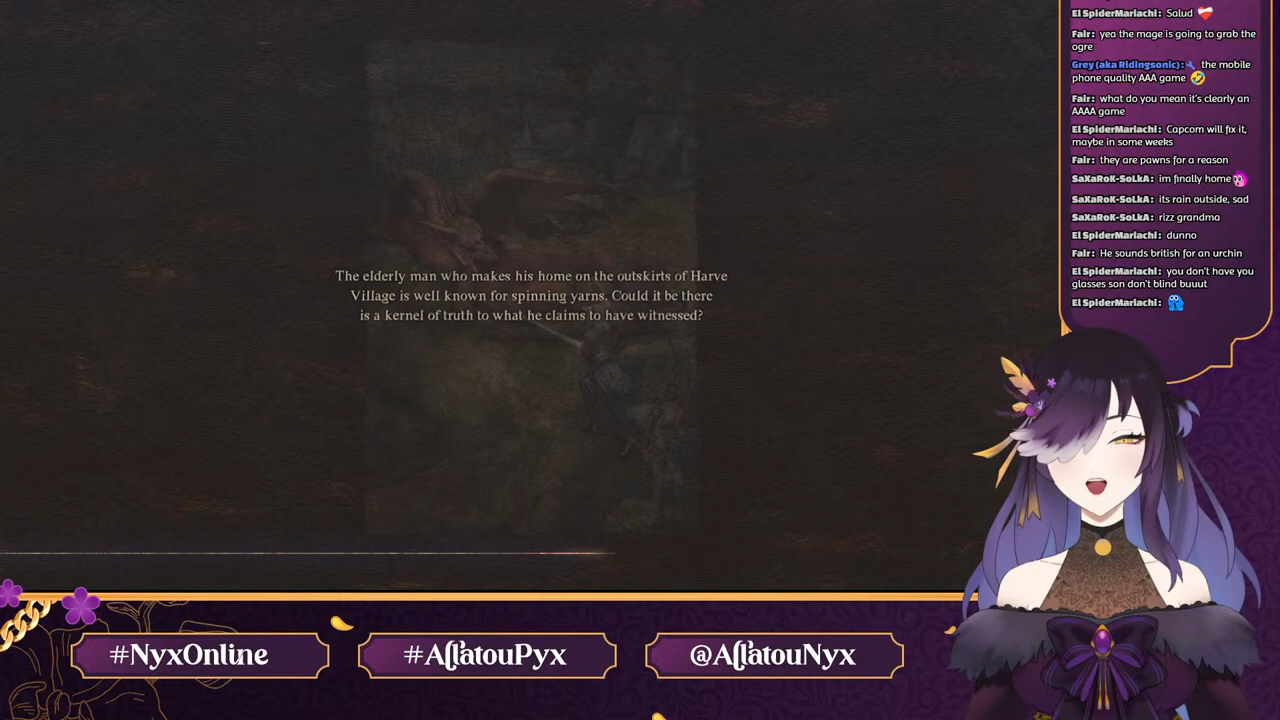 El SpiderMariachi: Salud
Fair: yea the mage is going to grab the
ogre
Grey (aka Ridingsonic): the mobile
phone quality AAA game
Fair: what do you mean it's clearly an
AAAA game
El SpiderMariachi: Capcom will fix it,
maybe in some weeks
Fair: they are pawns for a reason
SaXaRoK-SoLkA: im finally home
SaXaRoK-SoLkA: its rain outside, sad
SaXaRoK-SoLkA: rizz grandma
El SpiderMariachi: dunno
Fair: He sounds british for an urchin
El SpiderMariachi: you don't have you
glasses son don't blind buuut
El SpiderMariachi:
The elderly man who makes his home on the outskirts of Harve
Village is well known for spinning yarns. Could it be there
is a kernel of truth to what he claims to have witnessed?
#NyxOnline
#AllatouPyx
@AllatouNyx